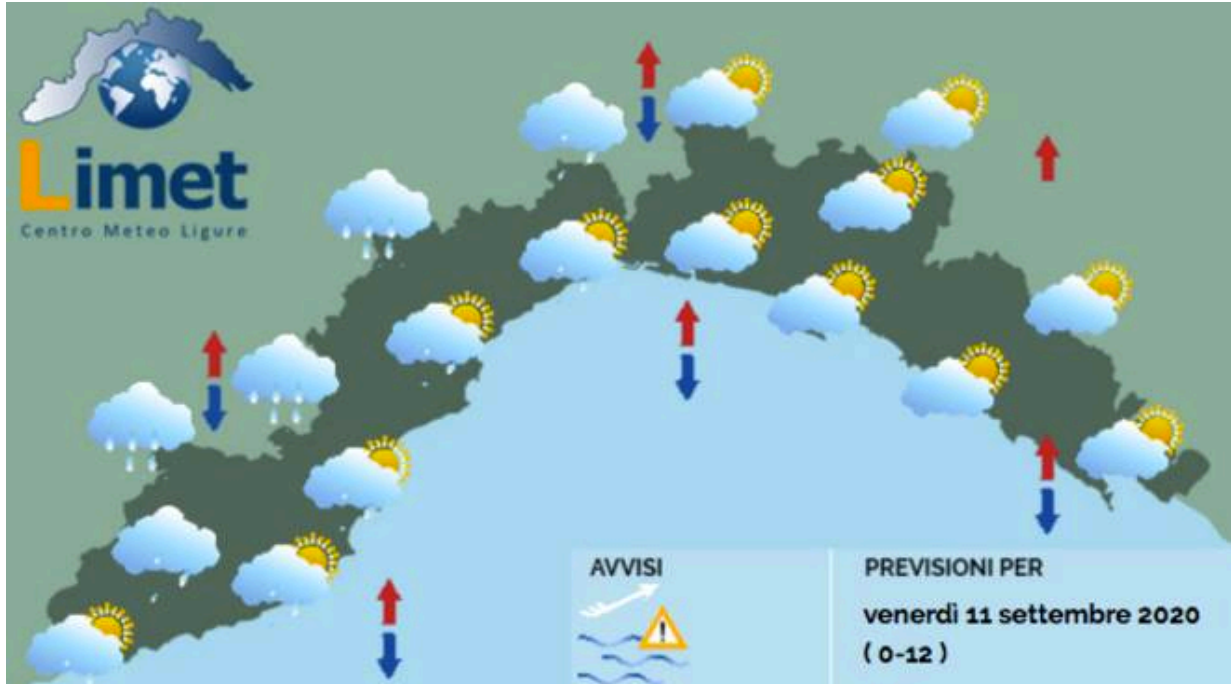 Limet
Centro Meteo Ligure
AVVISI
PREVISIONI PER
venerdì 11 settembre 2020
( 0-12 )